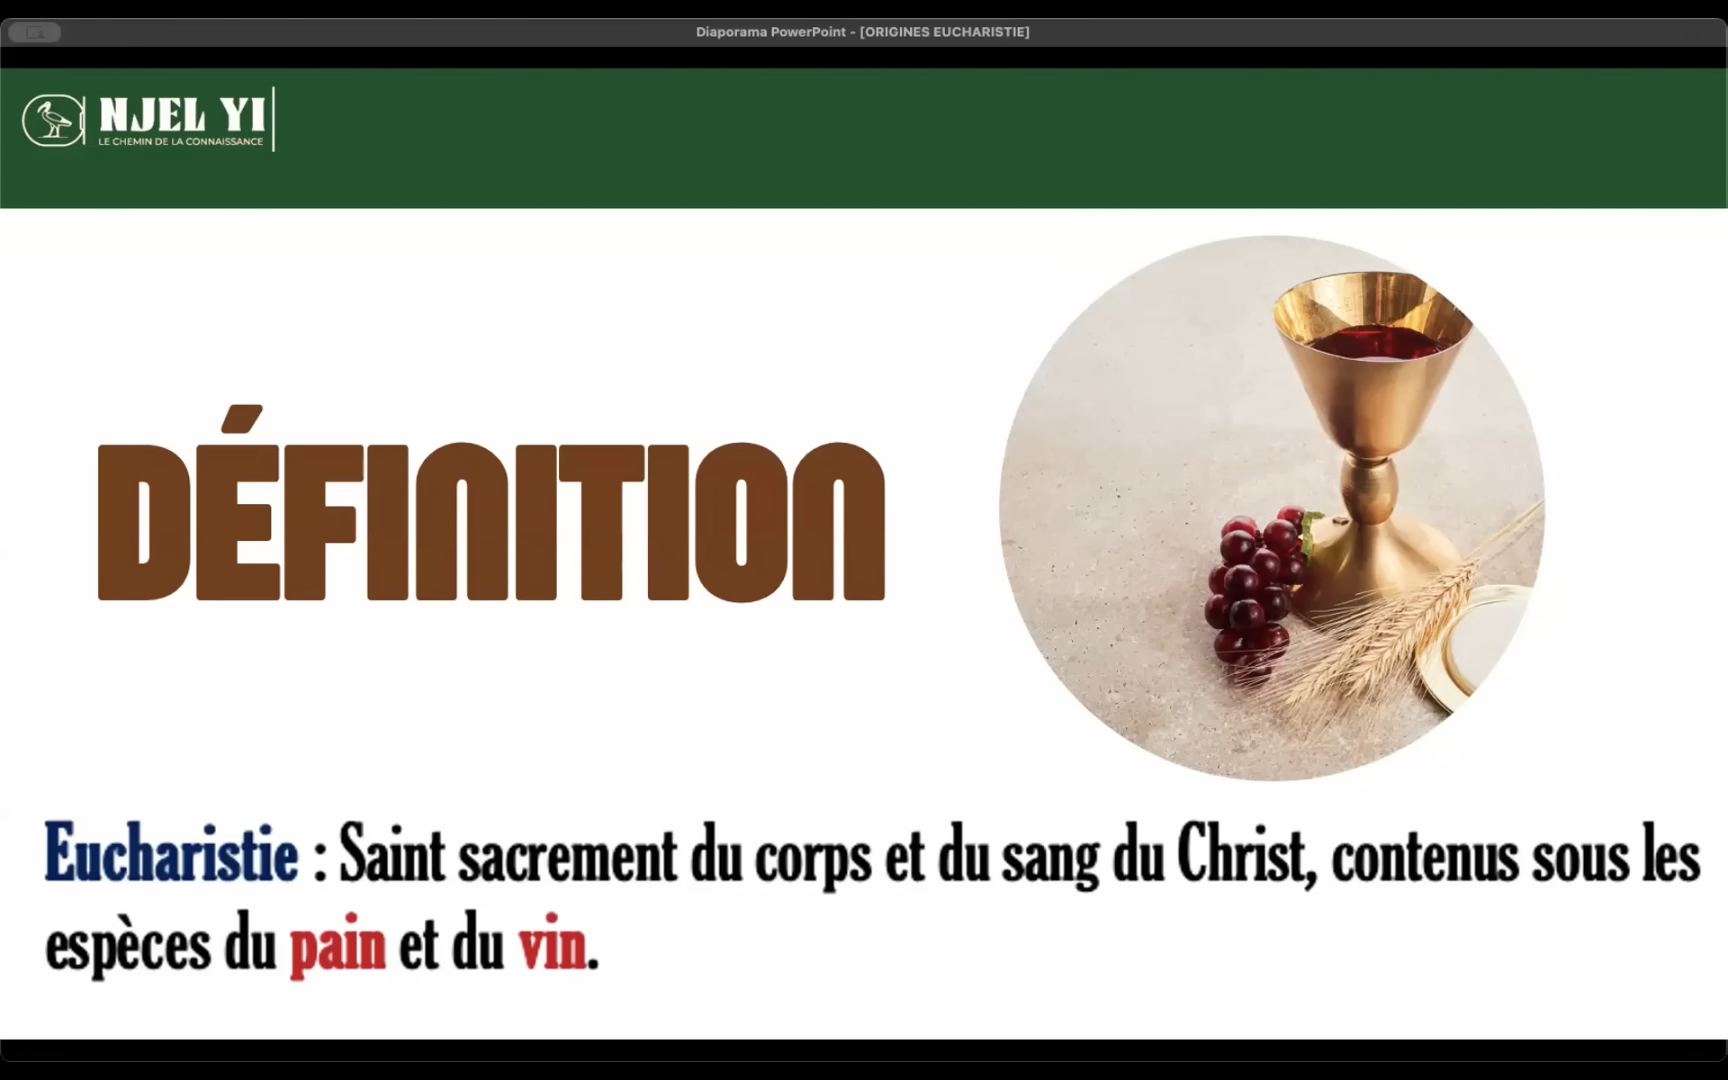 Diaporama PowerPoint - [ORIGINES EUCHARISTIE]
NJEL YI
LE CHEMIN DE LA CONNAISSANCE
DÉFINITION
Eucharistie : Saint sacrement du corps et du sang du Christ, contenus sous les
espèces du pain et du vin.